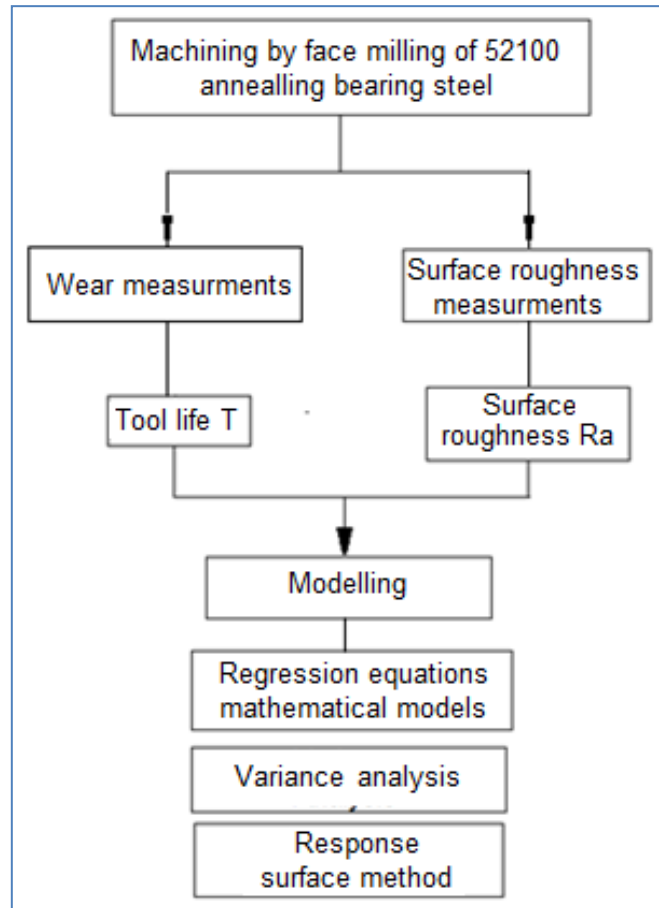 Machining by face milling of 52100
annealling bearing steel
Wear measurments
Surface roughness
measurments
Tool life T
Surface
roughness Ra
Modelling
Regression equations
mathematical models
Variance analysis
Response
surface method